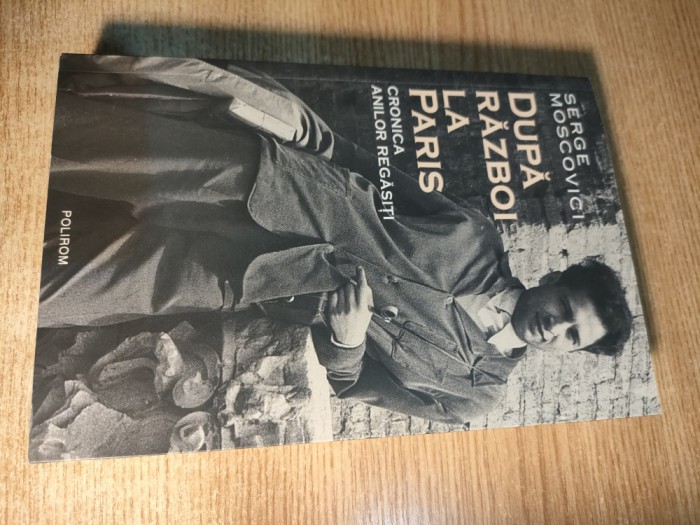 SERGE
MOSCOVICI
DUPĂ
RĂZBOI
LA
PARIS
CRONICA
ANILOR REGĂSIȚI
POLIROM